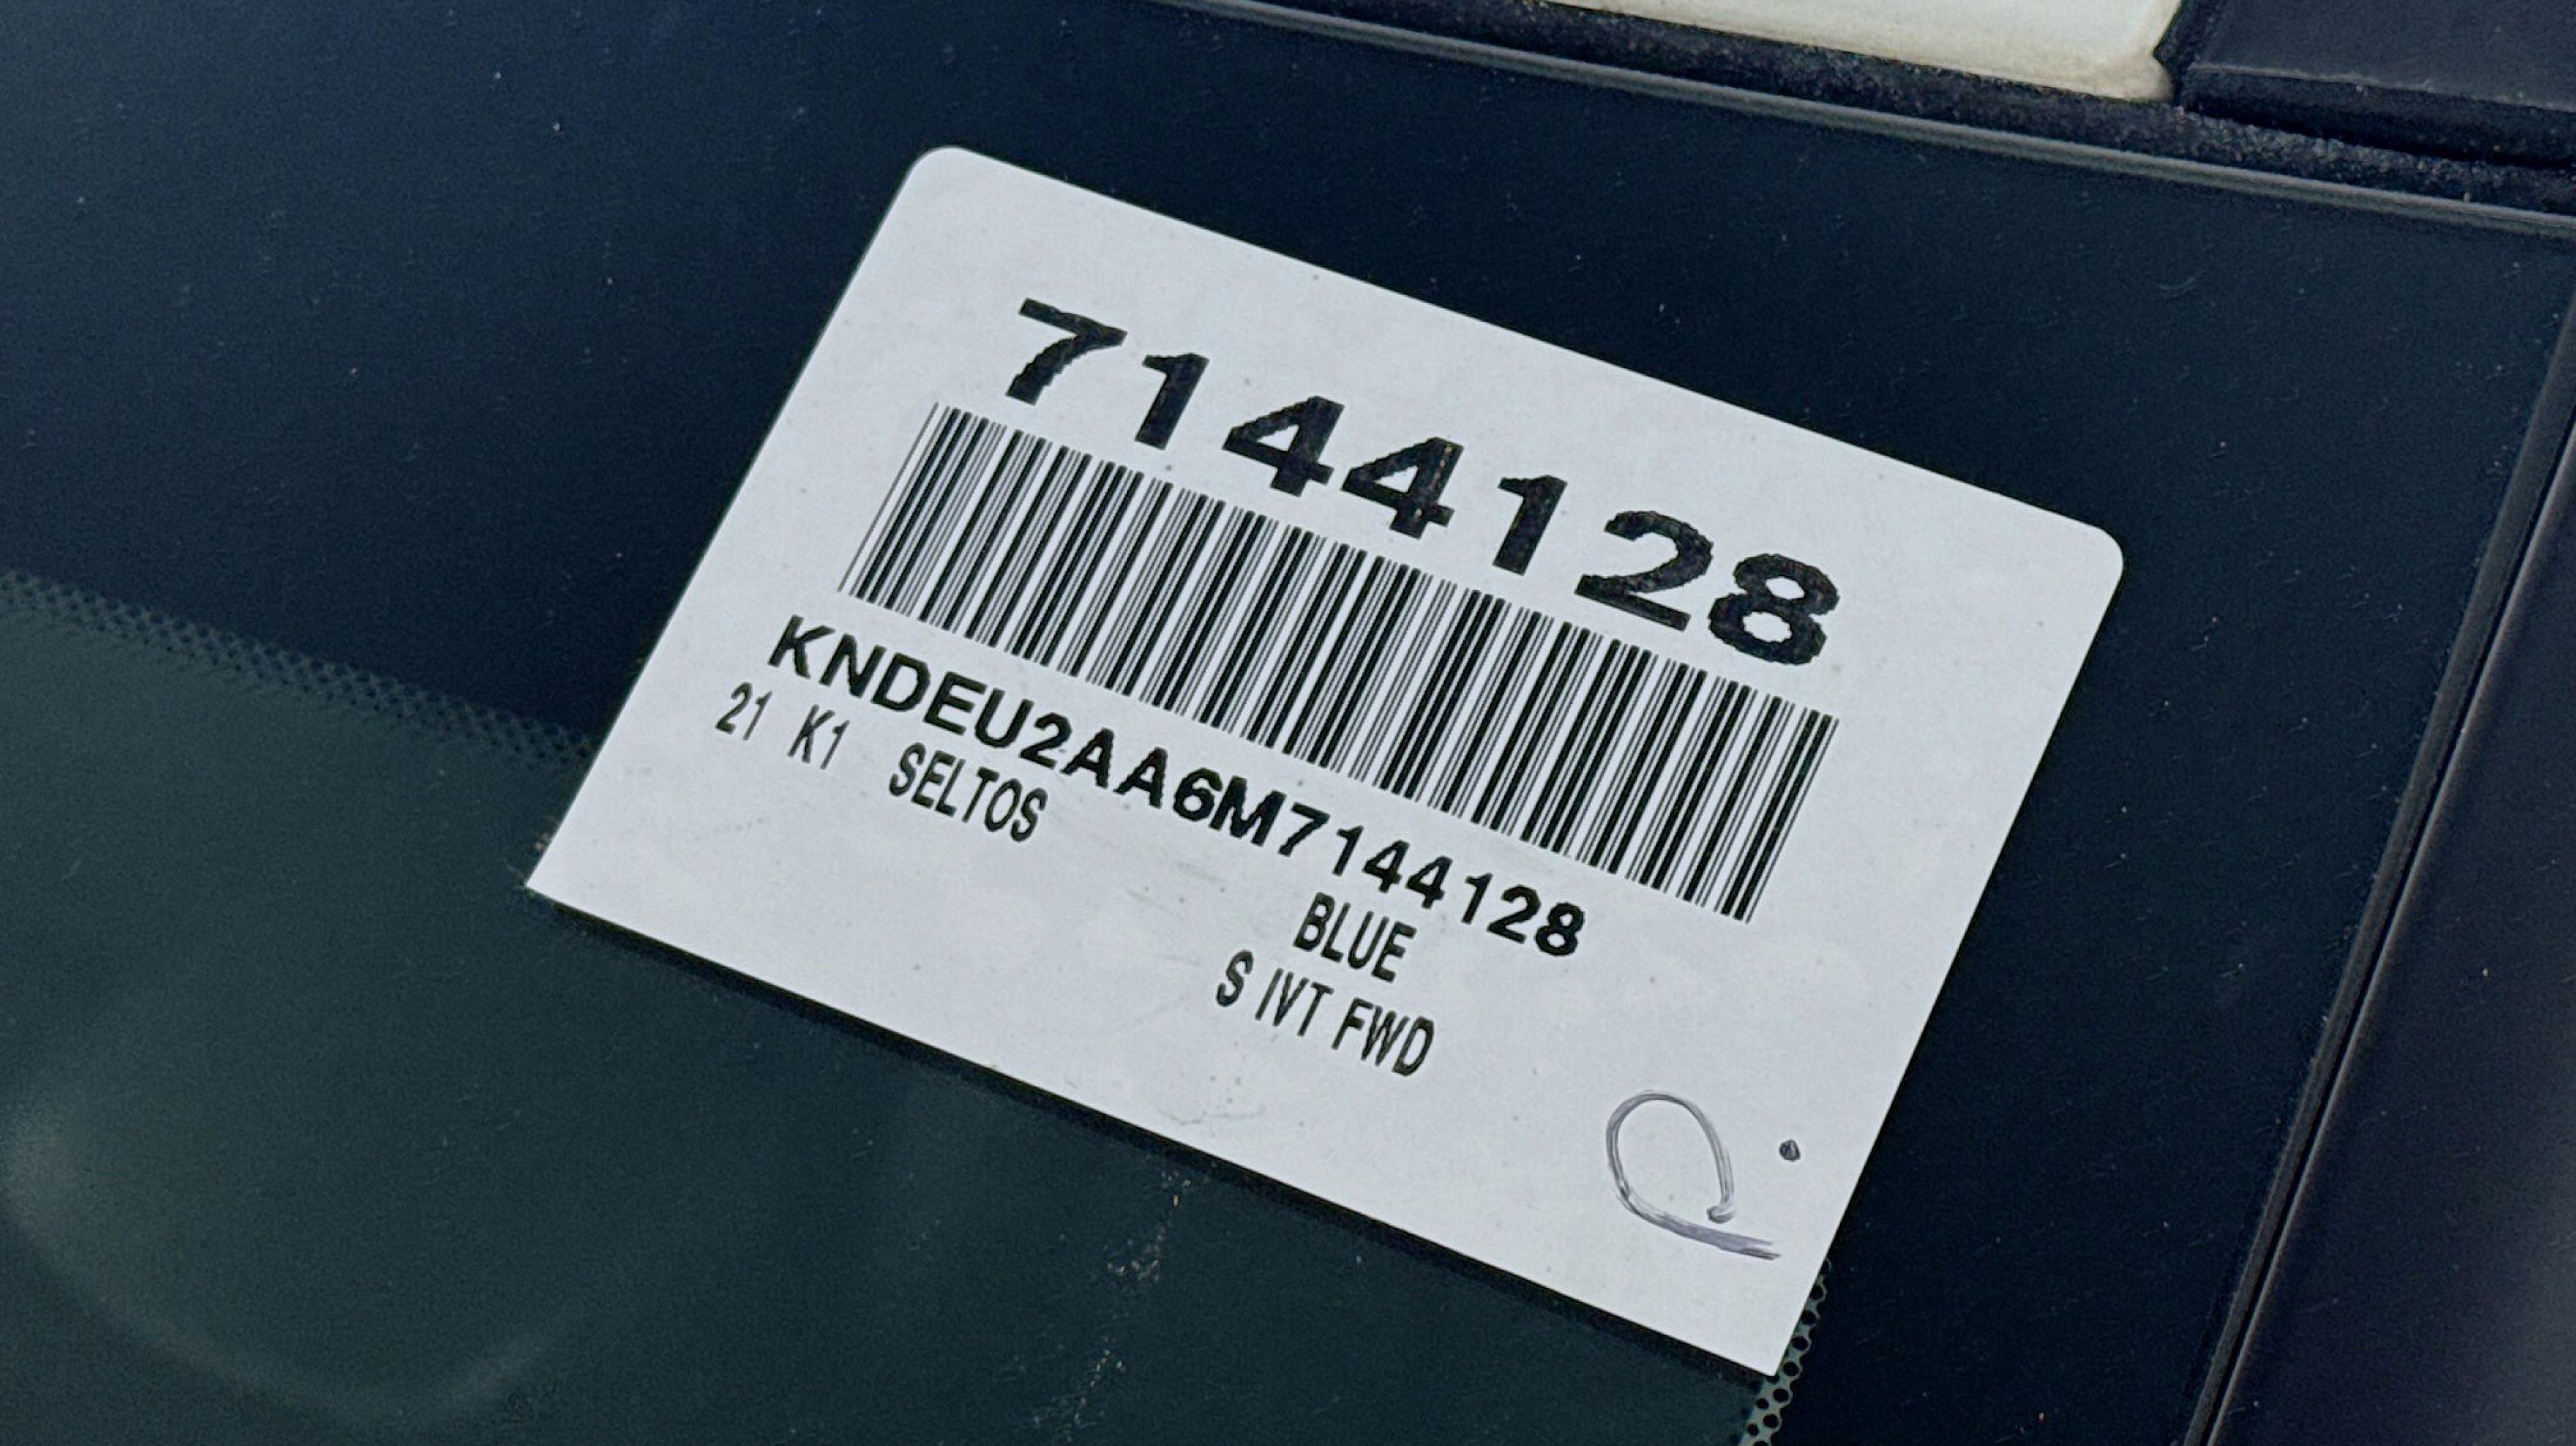 7144128
KNDEU2AA6M7144128
21 K1 SELTOS
BLUE
S IVT FWD